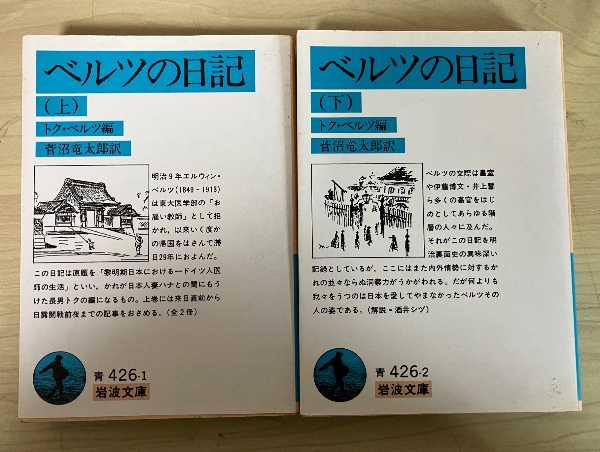 ベルツの日記
(上)
トク・ベルツ編
菅沼竜太郎訳
明治9年エルウィン・
ベルツ(1849-1913)
は東大医学部の「お
雇い教師」として招
かれ,以来いく度か
の帰国をはさんで滞
日29年におよんだ.
この日記は原題を「黎明期日本における一ドイツ人医
師の生活」といい,かれが日本人妻ハナとの間にもう
けた長男トクの編になるもの.上巻には来日直前から
日露開戦前夜までの記事をおさめる.(全2冊)
青 426-1
岩波文庫
ベルツの日記
(下)
トク・ベルツ編
菅沼竜太郎訳
ベルツの交際は皇室
や伊藤博文・井上馨
ら多くの高官をはじ
めとしてあらゆる階
層の人々に及んだ.
それがこの日記を明
治裏面史の興味深い
記録としているが,ここにはまた内外情勢に対するか
れの並々ならぬ洞察力がうかがわれる.だが何よりも
我々をうつのは日本を愛してやまなかったベルツその
人の姿である.(解説=酒井シヅ)
青 426-2
岩波文庫